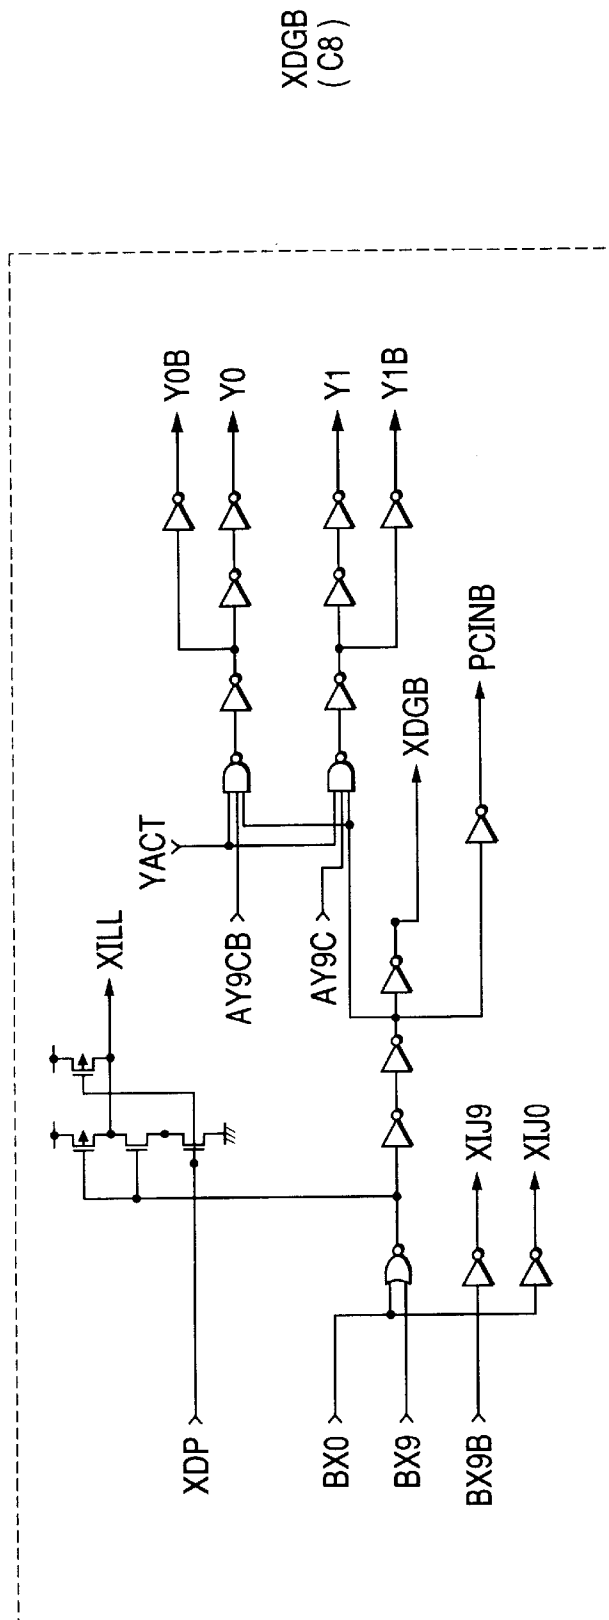 XDGB
(C8)
Y0B
Y0
Y1
Y1B
PCINB
XDGB
YACT
XILL
AY9CB
AY9C
XIJ9
XIJ0
XDP
BX0
BX9
BX9B